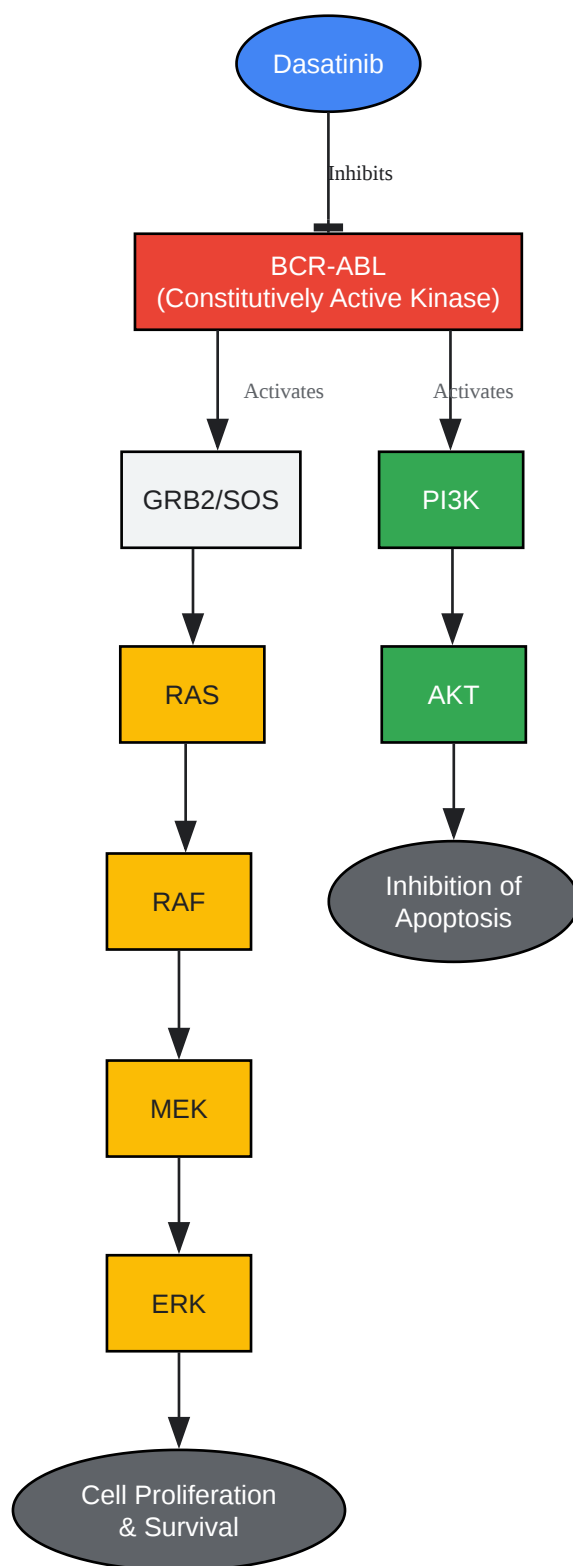 Dasatinib
Inhibits
BCR-ABL
(Constitutively Active Kinase)
Activates
Activates
GRB2/SOS
PI3K
RAS
AKT
RAF
Inhibition of
Apoptosis
MEK
ERK
Cell Proliferation
& Survival